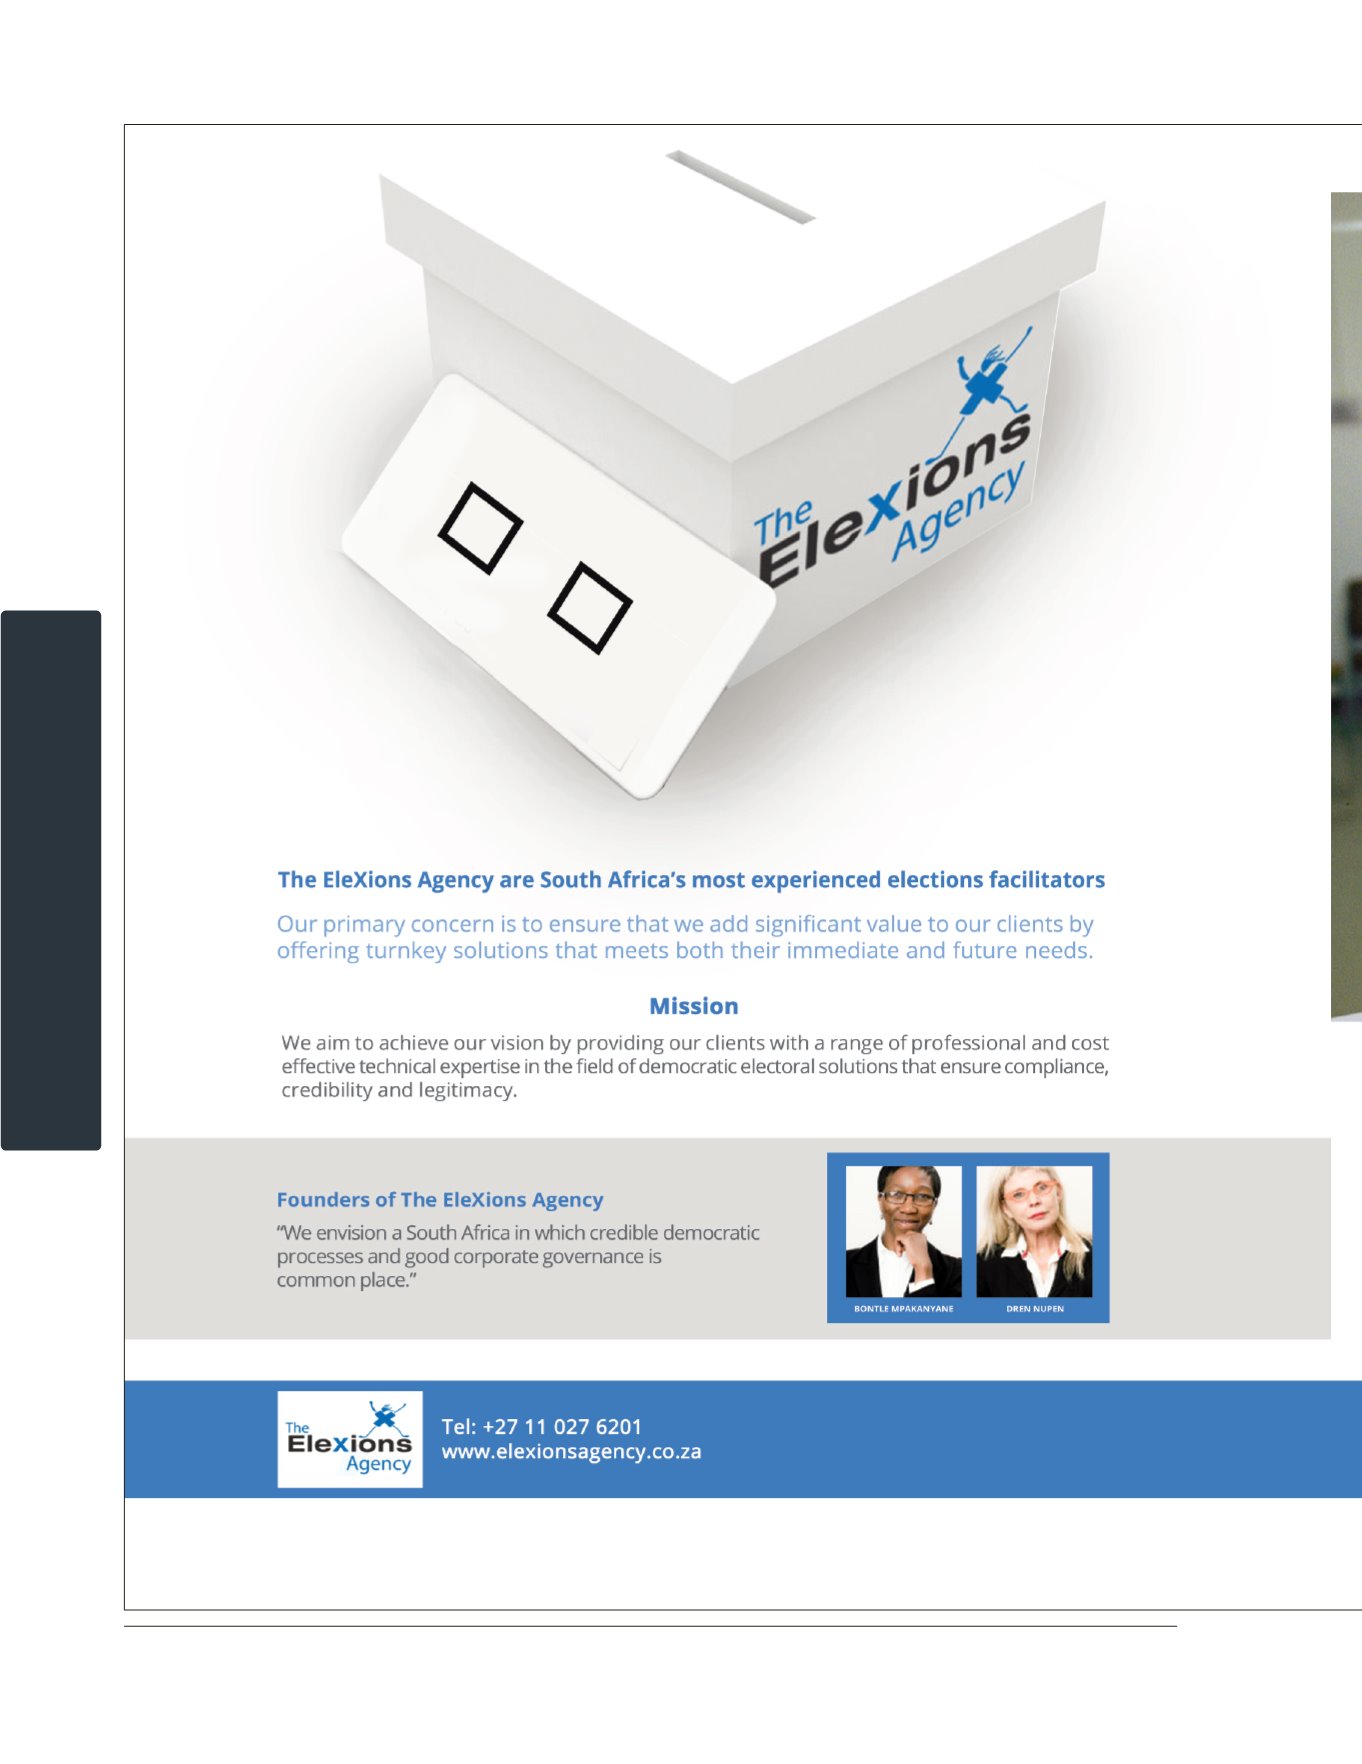 The
EleXions
Agency
The EleXions Agency are South Africa’s most experienced elections facilitators
Our primary concern is to ensure that we add significant value to our clients by
offering turnkey solutions that meets both their immediate and future needs.
Mission
We aim to achieve our vision by providing our clients with a range of professional and cost
effective technical expertise in the field of democratic electoral solutions that ensure compliance,
credibility and legitimacy.
Founders of The EleXions Agency
“We envision a South Africa in which credible democratic
processes and good corporate governance is
common place.”
BONTLE MPAKANYANE
DREN NUPEN
The
EleXions
Agency
Tel: +27 11 027 6201
www.elexionsagency.co.za